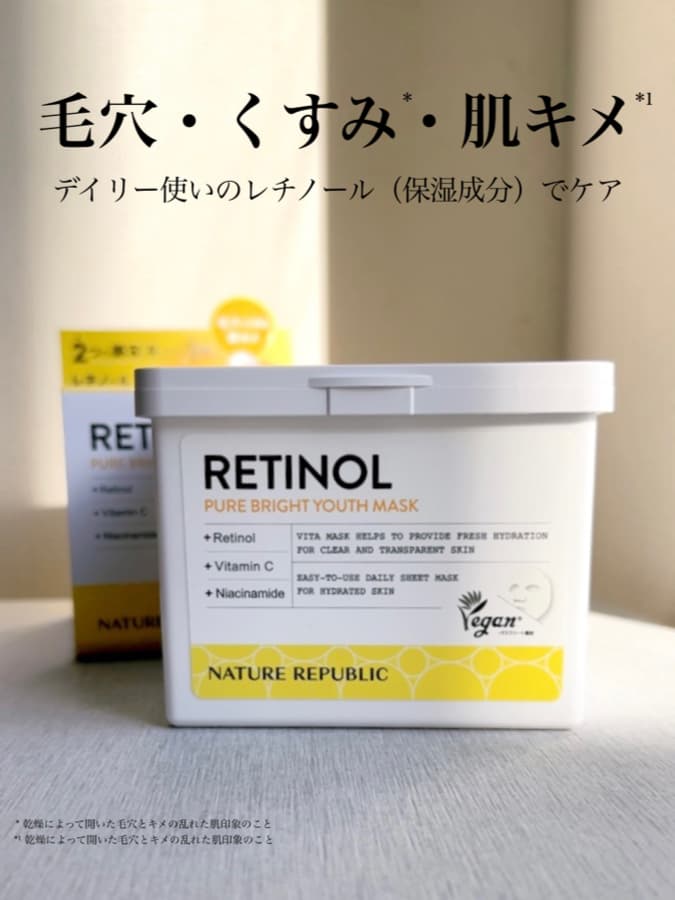 毛穴・くすみ*・肌キメ*1
デイリー使いのレチノール（保湿成分）でケア
RET
+ Retinol
+ Vitamin C
+ Niacinamide
RETINOL
PURE BRIGHT YOUTH MASK
+ Retinol
+ Vitamin C
+ Niacinamide
VITA MASK HELPS TO PROVIDE FRESH HYDRATION
FOR CLEAR AND TRANSPARENT SKIN
EASY-TO-USE DAILY SHEET MASK
FOR HYDRATED SKIN
Vegan
NATURE REPUBLIC
* 乾燥によって開いた毛穴とキメの乱れた肌印象のこと
*1 乾燥によって開いた毛穴とキメの乱れた肌印象のこと